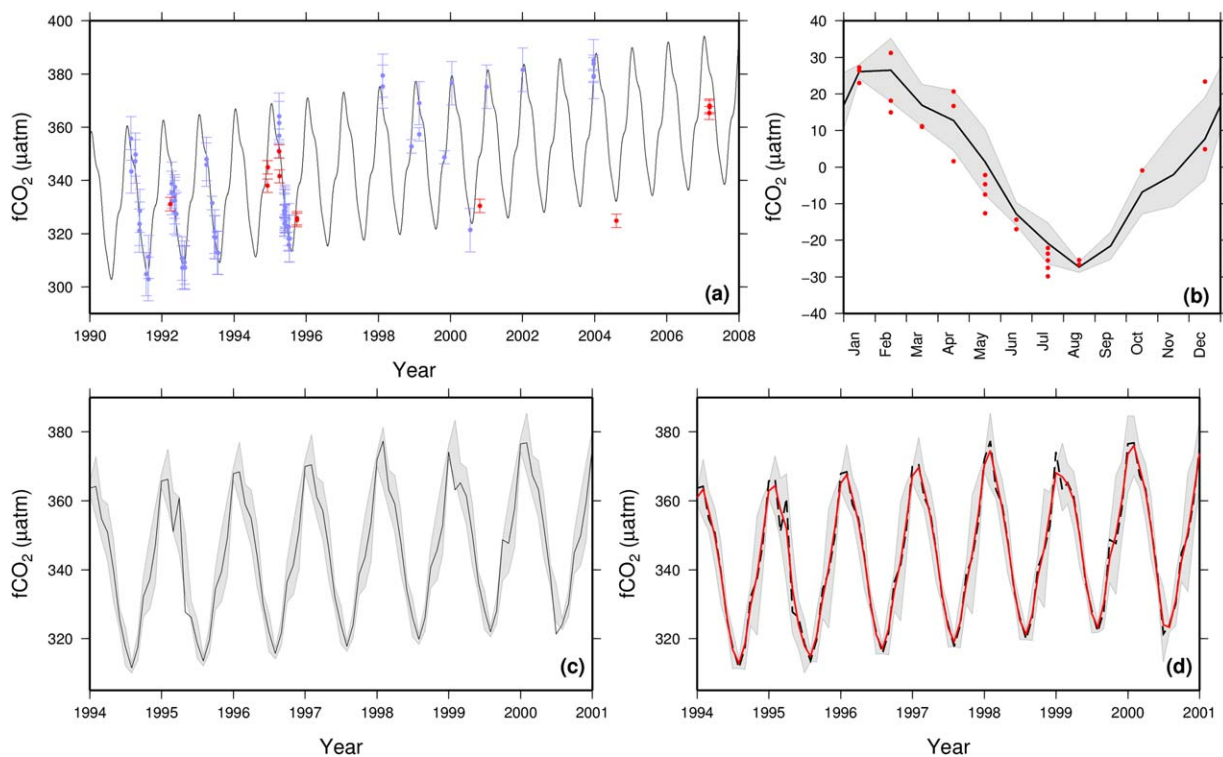 400
380
360
340
320
300
fCO2 (µatm)
1990 1992 1994 1996 1998 2000 2002 2004 2006 2008
Year
(a)
40
30
20
10
0
-10
-20
-30
-40
fCO2 (µatm)
Jan Feb Mar Apr May Jun Jul Aug Sep Oct Nov Dec
(b)
380
360
340
320
fCO2 (µatm)
1994 1995 1996 1997 1998 1999 2000 2001
Year
(c)
380
360
340
320
fCO2 (µatm)
1994 1995 1996 1997 1998 1999 2000 2001
Year
(d)